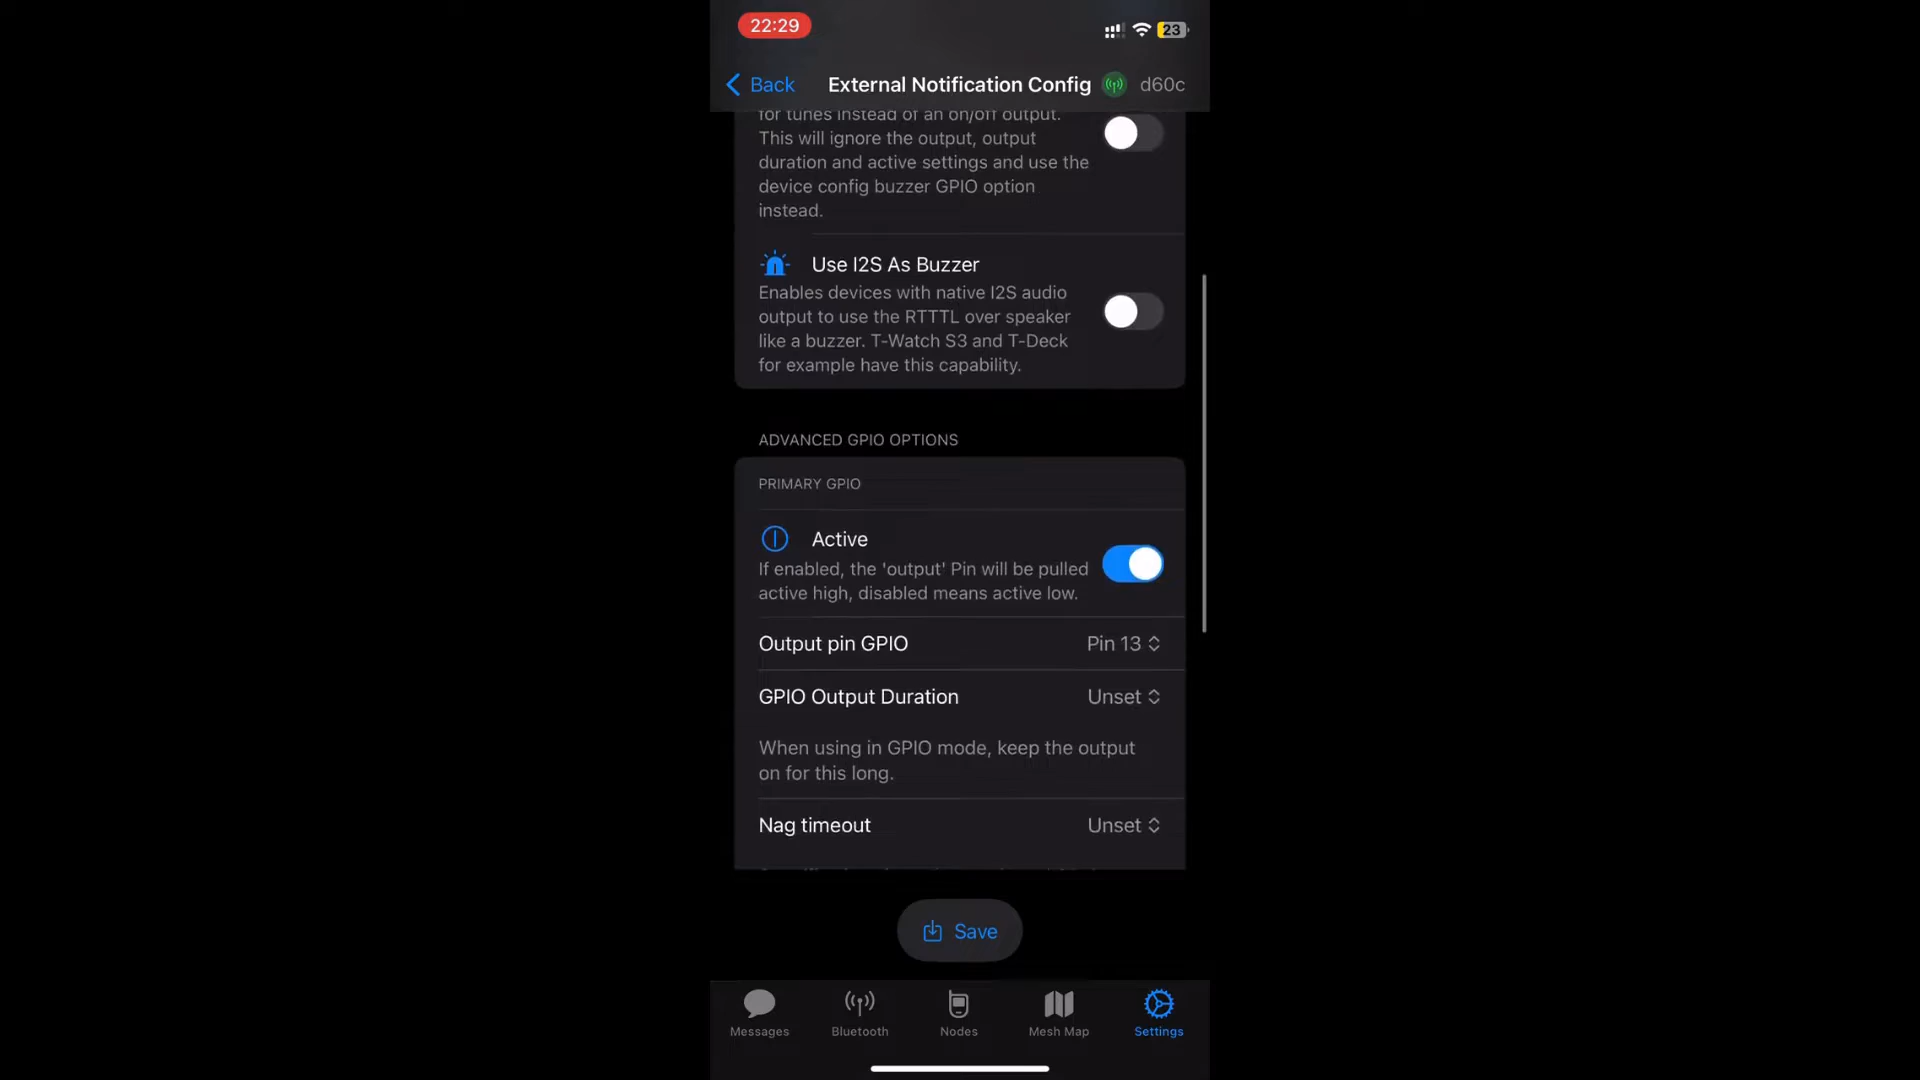 22:29
23
Back
External Notification Config
d60c
for tunes instead of an on/off output.
This will ignore the output, output
duration and active settings and use the
device config buzzer GPIO option
instead.
Use I2S As Buzzer
Enables devices with native I2S audio
output to use the RTTTL over speaker
like a buzzer. T-Watch S3 and T-Deck
for example have this capability.
ADVANCED GPIO OPTIONS
PRIMARY GPIO
Active
If enabled, the 'output' Pin will be pulled
active high, disabled means active low.
Output pin GPIO
Pin 13
GPIO Output Duration
Unset
When using in GPIO mode, keep the output
on for this long.
Nag timeout
Unset
Save
Messages
Bluetooth
Nodes
Mesh Map
Settings